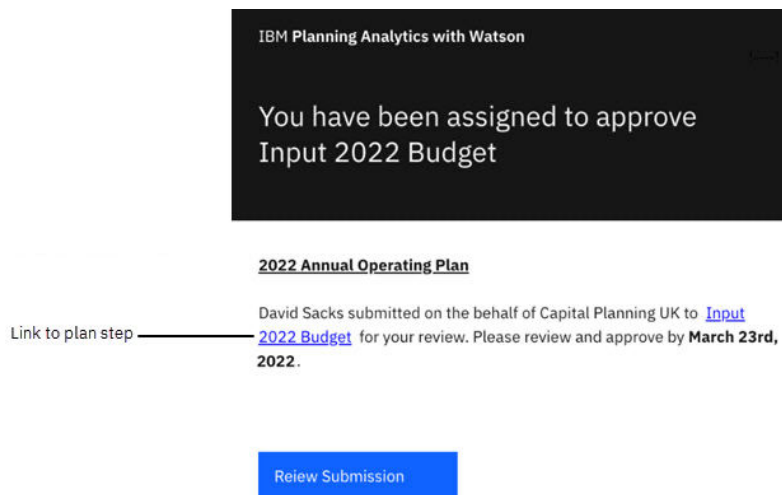 IBM Planning Analytics with Watson
You have been assigned to approve
Input 2022 Budget
2022 Annual Operating Plan
David Sacks submitted on the behalf of Capital Planning UK to Input
Link to plan step
2022 Budget for your review. Please review and approve by March 23rd,
2022.
Reiew Submission